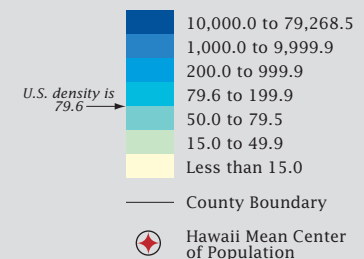 10,000.0 to 79,268.5
1,000.0 to 9,999.9
200.0 to 999.9
U.S. density is
79.6
79.6 to 199.9
50.0 to 79.5
15.0 to 49.9
Less than 15.0
County Boundary
Hawaii Mean Center
of Population